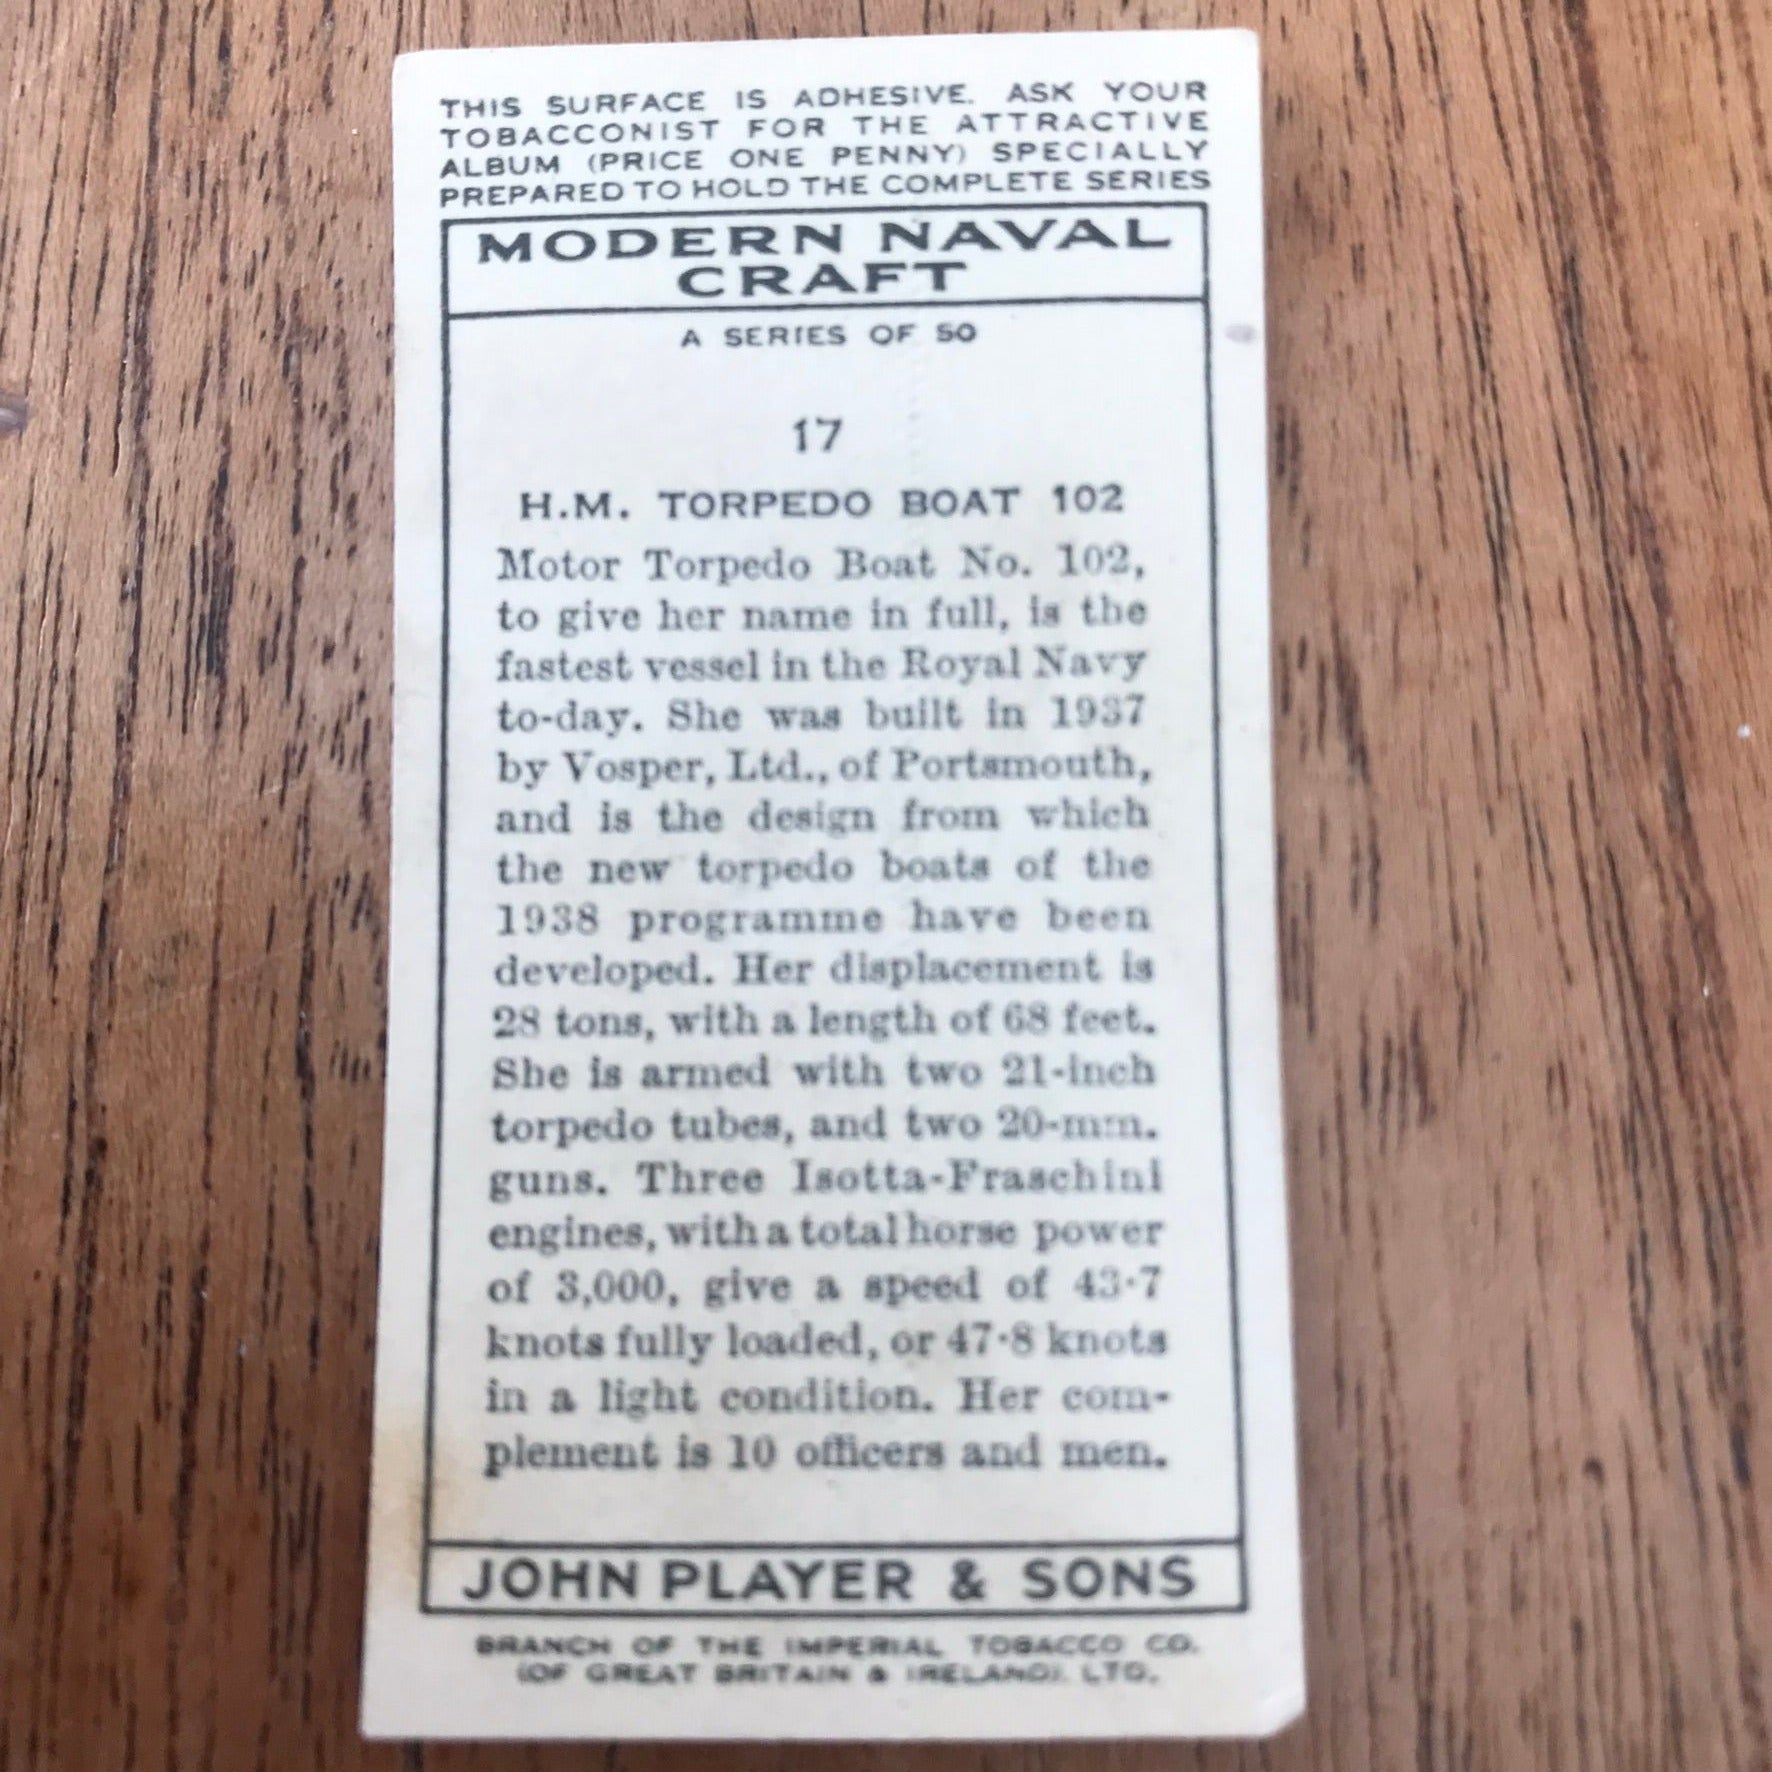 THIS SURFACE IS ADHESIVE. ASK YOUR
TOBACCONIST FOR THE ATTRACTIVE
ALBUM (PRICE ONE PENNY) SPECIALLY
PREPARED TO HOLD THE COMPLETE SERIES
MODERN NAVAL
CRAFT
A SERIES OF 50
17
H.M. TORPEDO BOAT 102
Motor Torpedo Boat No. 102,
to give her name in full, is the
fastest vessel in the Royal Navy
to-day. She was built in 1937
by Vosper, Ltd., of Portsmouth,
and is the design from which
the new torpedo boats of the
1938 programme have been
developed. Her displacement is
28 tons, with a length of 68 feet.
She is armed with two 21-inch
torpedo tubes, and two 20-mm.
guns. Three Isotta-Fraschini
engines, with a total horse power
of 3,000, give a speed of 43·7
knots fully loaded, or 47·8 knots
in a light condition. Her com-
plement is 10 officers and men.
JOHN PLAYER & SONS
BRANCH OF THE IMPERIAL TOBACCO CO.
(OF GREAT BRITAIN & IRELAND), LTD.